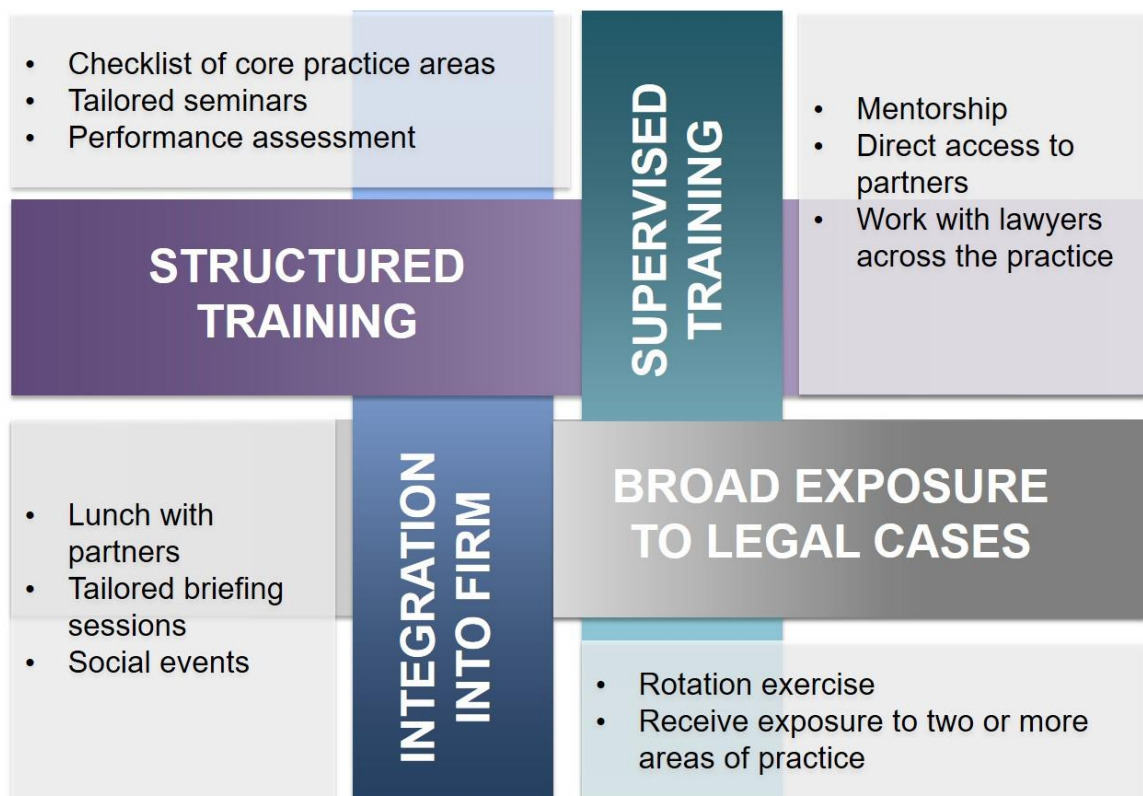 • Checklist of core practice areas
• Tailored seminars
• Performance assessment
STRUCTURED
TRAINING
SUPERVISED
TRAINING
• Mentorship
• Direct access to
partners
• Work with lawyers
across the practice
• Lunch with
partners
• Tailored briefing
sessions
• Social events
INTEGRATION
INTO FIRM
BROAD EXPOSURE
TO LEGAL CASES
• Rotation exercise
• Receive exposure to two or more
areas of practice